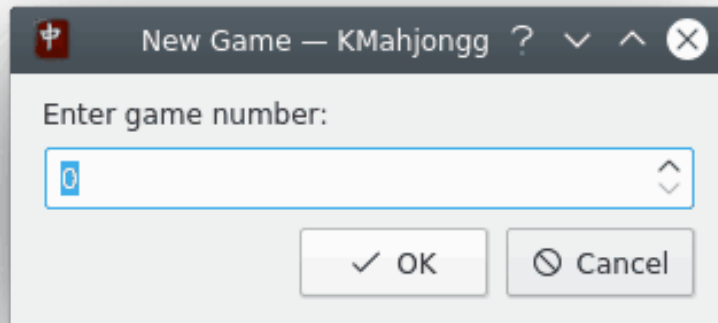 中
New Game — KMahjongg ?
Enter game number:
0
OK
Cancel